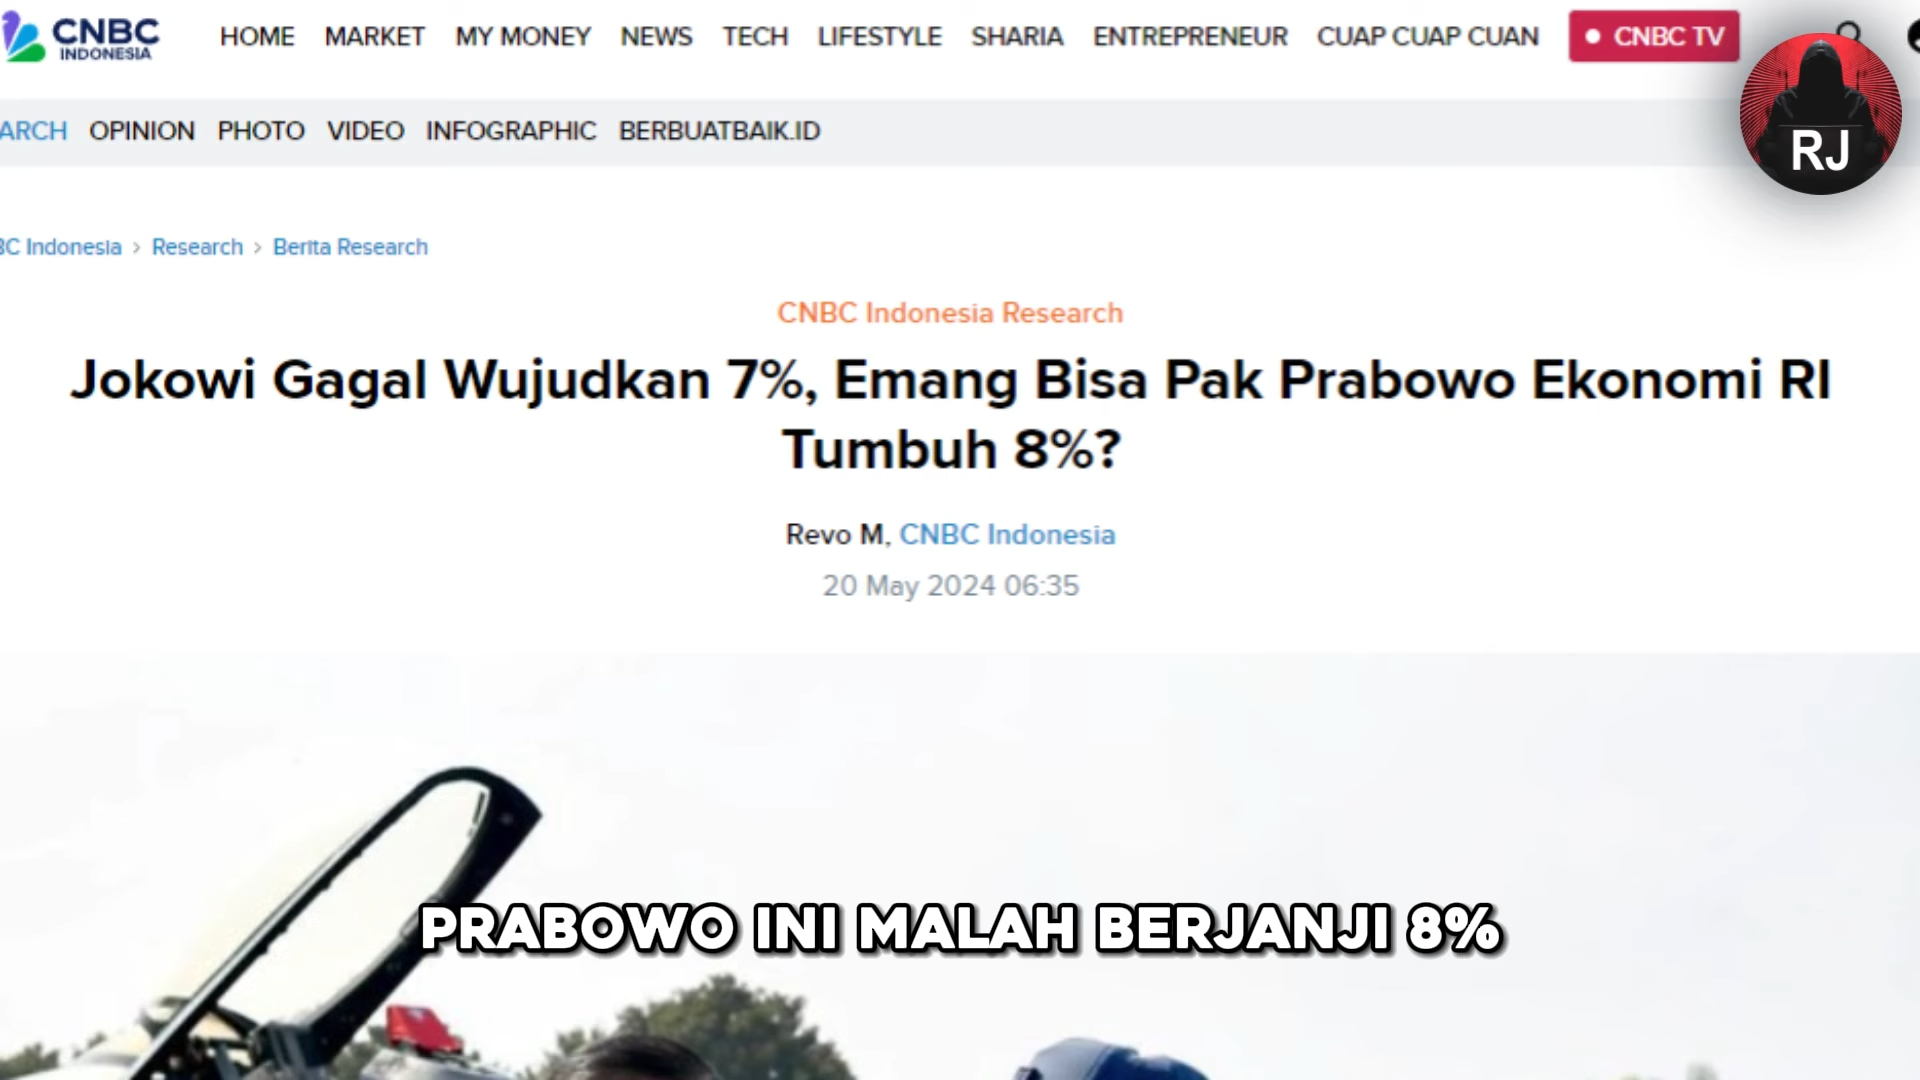 CNBC
INDONESIA
HOME MARKET MY MONEY NEWS TECH LIFESTYLE SHARIA ENTREPRENEUR CUAP CUAP CUAN CNBC TV
RJ
ARCH OPINION PHOTO VIDEO INFOGRAPHIC BERBUATBAIK.ID
BC Indonesia > Research > Berita Research
CNBC Indonesia Research
Jokowi Gagal Wujudkan 7%, Emang Bisa Pak Prabowo Ekonomi RI
Tumbuh 8%?
Revo M, CNBC Indonesia
20 May 2024 06:35
PRABOWO INI MALAH BERJANJI 8%